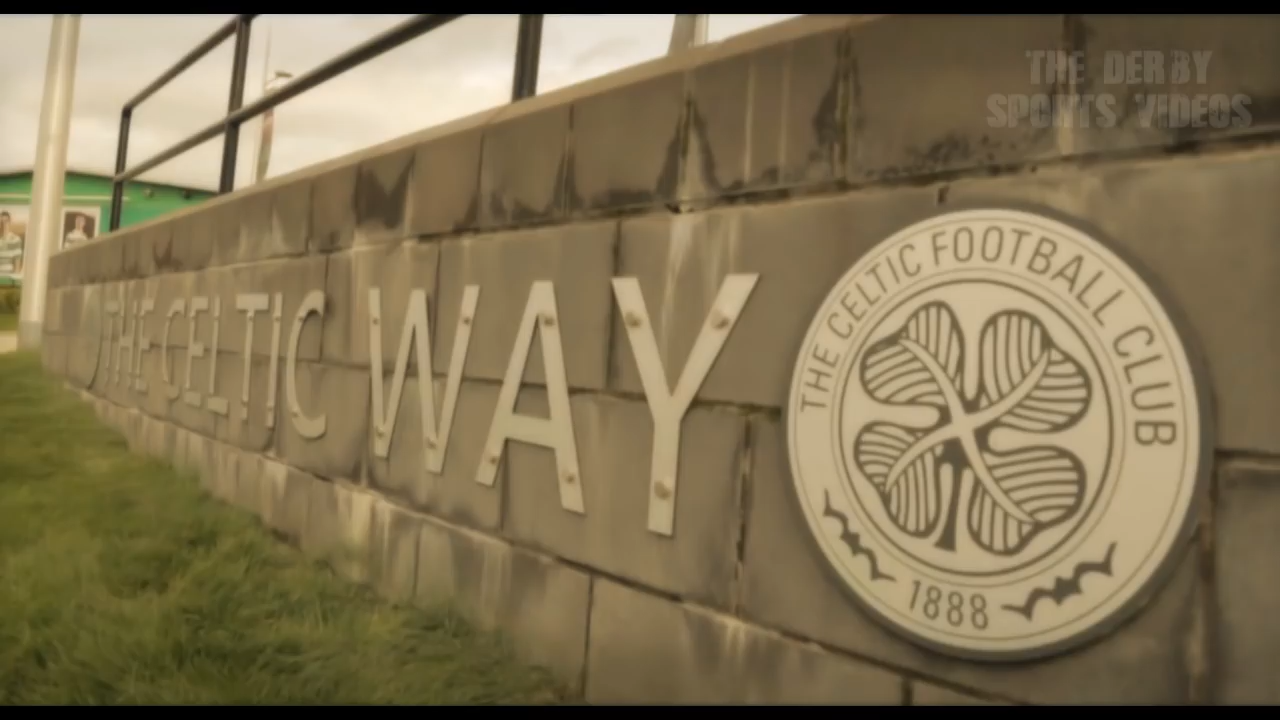 THE DERBY
SPORTS VIDEOS
THE CELTIC WAY
THE CELTIC FOOTBALL CLUB
1888